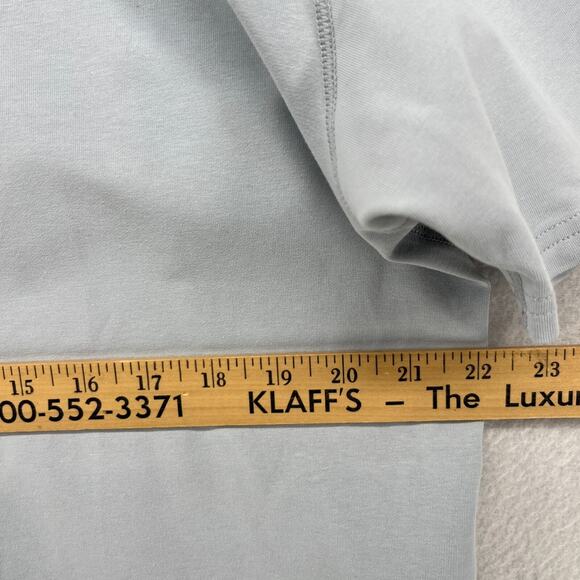 15 16 17 18 19 20 21 22 23
00-552-3371 KLAFF'S – The Luxur